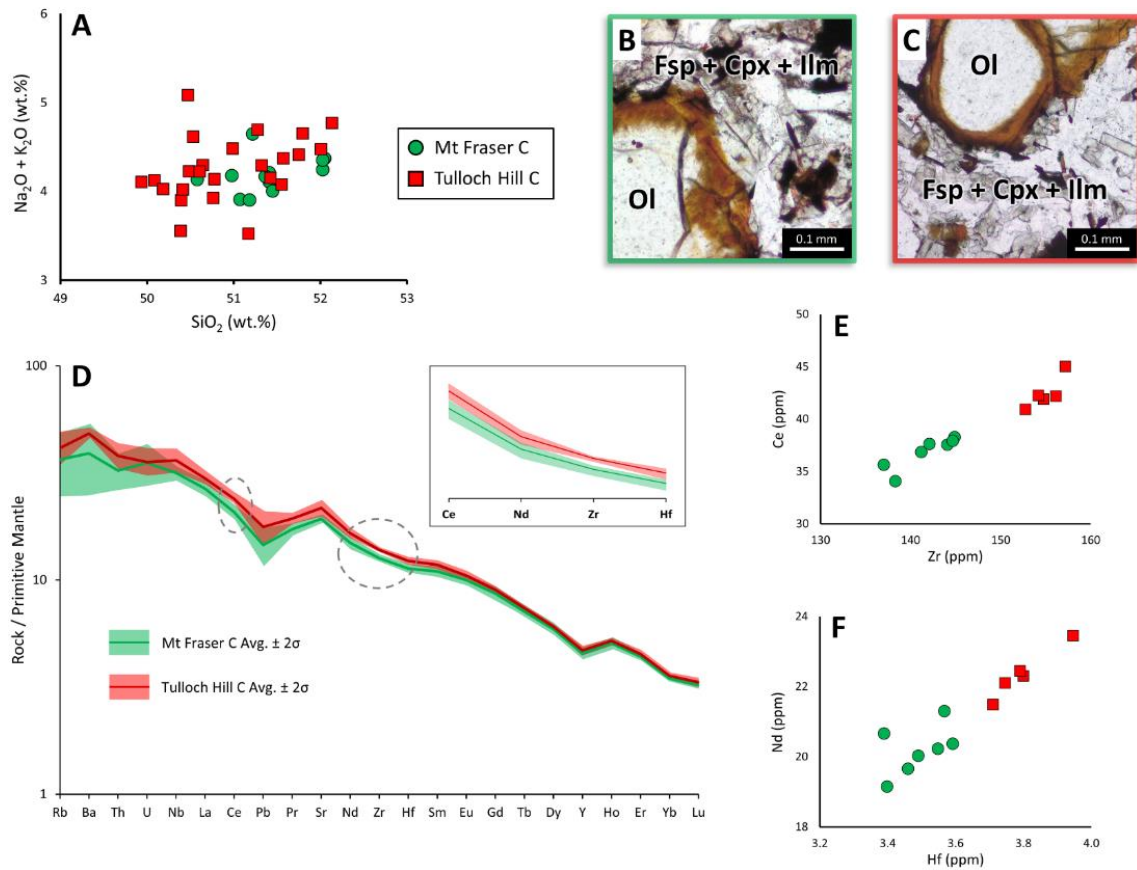 A
6
5
4
3
Na₂O + K₂O (wt.%)
49
50
51
52
53
SiO₂ (wt.%)
Mt Fraser C
Tulloch Hill C
B
Fsp + Cpx + Ilm
Ol
0.1 mm
C
Ol
Fsp + Cpx + Ilm
0.1 mm
D
100
10
1
Rock / Primitive Mantle
Mt Fraser C Avg. ± 2σ
Tulloch Hill C Avg. ± 2σ
Ce Nd Zr Hf
Rb Ba Th U Nb La Ce Pb Pr Sr Nd Zr Hf Sm Eu Gd Tb Dy Y Ho Er Yb Lu
E
50
45
40
35
30
Ce (ppm)
130 140 150 160
Zr (ppm)
F
24
22
20
18
Nd (ppm)
3.2 3.4 3.6 3.8 4.0
Hf (ppm)